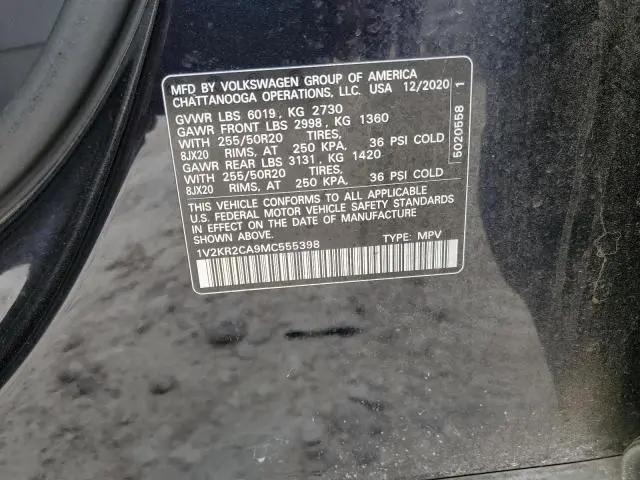 MFD BY VOLKSWAGEN GROUP OF AMERICA
CHATTANOOGA OPERATIONS, LLC. USA 12/2020
GVWR LBS 6019, KG 2730
GAWR FRONT LBS 2998, KG 1360
WITH 255/50R20 TIRES,
8JX20 RIMS, AT 250 KPA, 36 PSI COLD
GAWR REAR LBS 3131, KG 1420
WITH 255/50R20 TIRES,
8JX20 RIMS, AT 250 KPA, 36 PSI COLD
THIS VEHICLE CONFORMS TO ALL APPLICABLE
U.S. FEDERAL MOTOR VEHICLE SAFETY STANDARDS
IN EFFECT ON THE DATE OF MANUFACTURE
SHOWN ABOVE.
1V2KR2CA9MC555398 TYPE: MPV
5020558 1